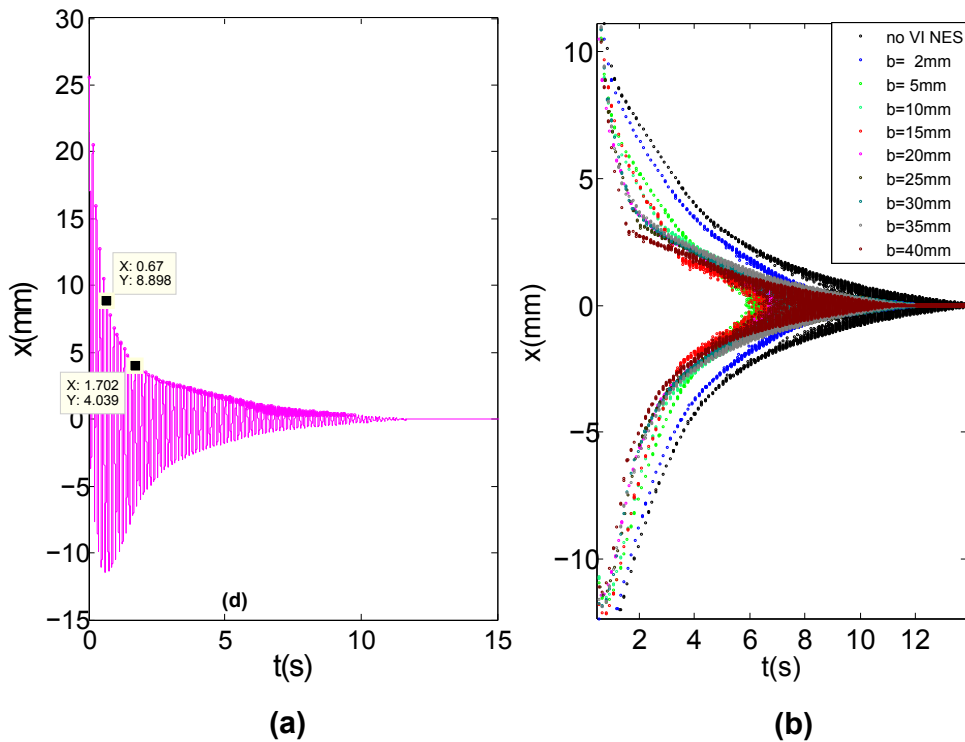 30
25
20
15
10
5
0
−5
−10
−15
x(mm)
X: 0.67
Y: 8.898
X: 1.702
Y: 4.039
(d)
0
5
10
15
t(s)
(a)
10
5
0
−5
−10
x(mm)
no VI NES
b= 2mm
b= 5mm
b=10mm
b=15mm
b=20mm
b=25mm
b=30mm
b=35mm
b=40mm
2
4
6
8
10
12
t(s)
(b)